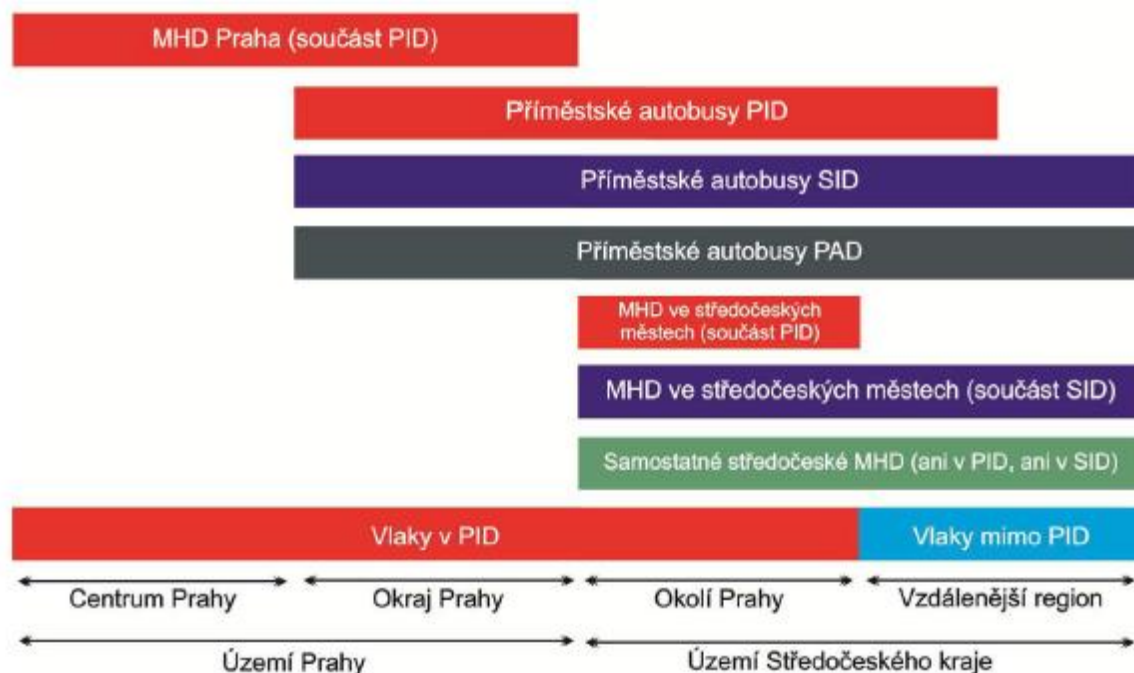 MHD Praha (součást PID)
Příměstské autobusy PID
Příměstské autobusy SID
Příměstské autobusy PAD
MHD ve středočeských
městech (součást PID)
MHD ve středočeských městech (součást SID)
Samostatné středočeské MHD (ani v PID, ani v SID)
Vlaky v PID
Vlaky mimo PID
Centrum Prahy
Okraj Prahy
Okolí Prahy
Vzdálenější region
Území Prahy
Území Středočeského kraje